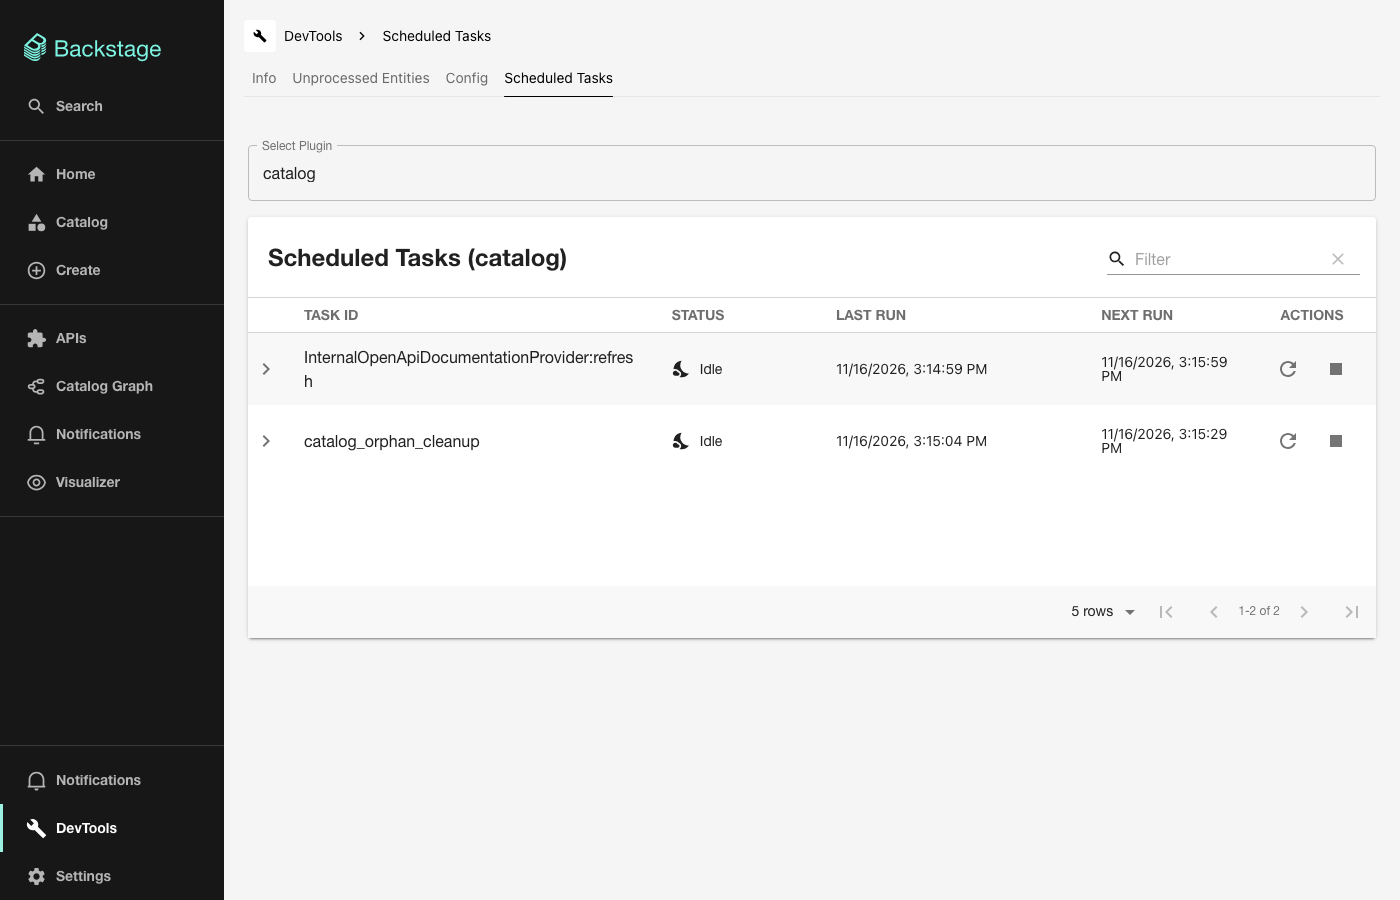 Backstage
Search
Home
Catalog
Create
APIs
Catalog Graph
Notifications
Visualizer
Notifications
DevTools
Settings
DevTools > Scheduled Tasks
Info Unprocessed Entities Config Scheduled Tasks
Select Plugin
catalog
Scheduled Tasks (catalog)
Filter
TASK ID STATUS LAST RUN NEXT RUN ACTIONS
InternalOpenApiDocumentationProvider:refres
h
Idle
11/16/2026, 3:14:59 PM
11/16/2026, 3:15:59
PM
catalog_orphan_cleanup
Idle
11/16/2026, 3:15:04 PM
11/16/2026, 3:15:29
PM
5 rows
1-2 of 2